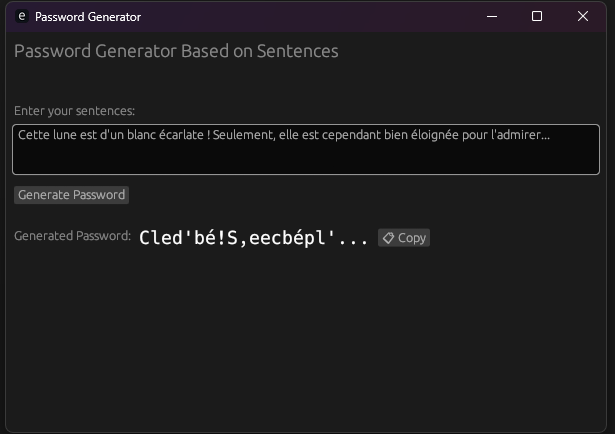 e Password Generator
Password Generator Based on Sentences
Enter your sentences:
Cette lune est d'un blanc écarlate ! Seulement, elle est cependant bien éloignée pour l'admirer...
Generate Password
Generated Password: Cled'bé!S,eecbépl'... Copy